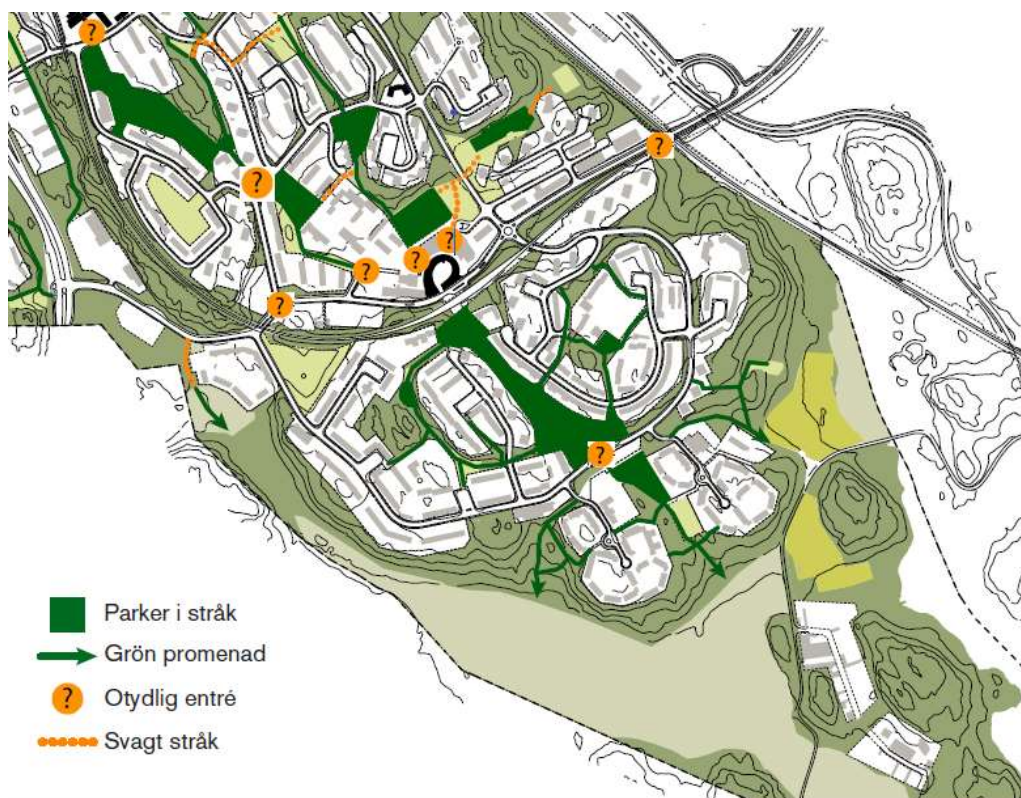 ?
?
?
?
?
?
?
?
Parker i stråk
Grön promenad
? Otydlig entré
Svagt stråk